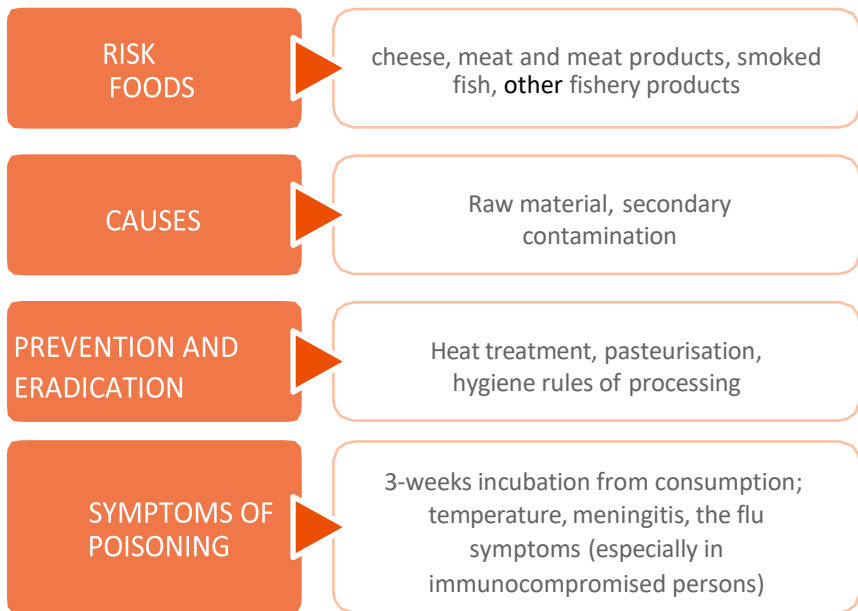 RISK
FOODS
cheese, meat and meat products, smoked
fish, other fishery products
CAUSES
Raw material, secondary
contamination
PREVENTION AND
ERADICATION
Heat treatment, pasteurisation,
hygiene rules of processing
SYMPTOMS OF
POISONING
3-weeks incubation from consumption;
temperature, meningitis, the flu
symptoms (especially in
immunocompromised persons)